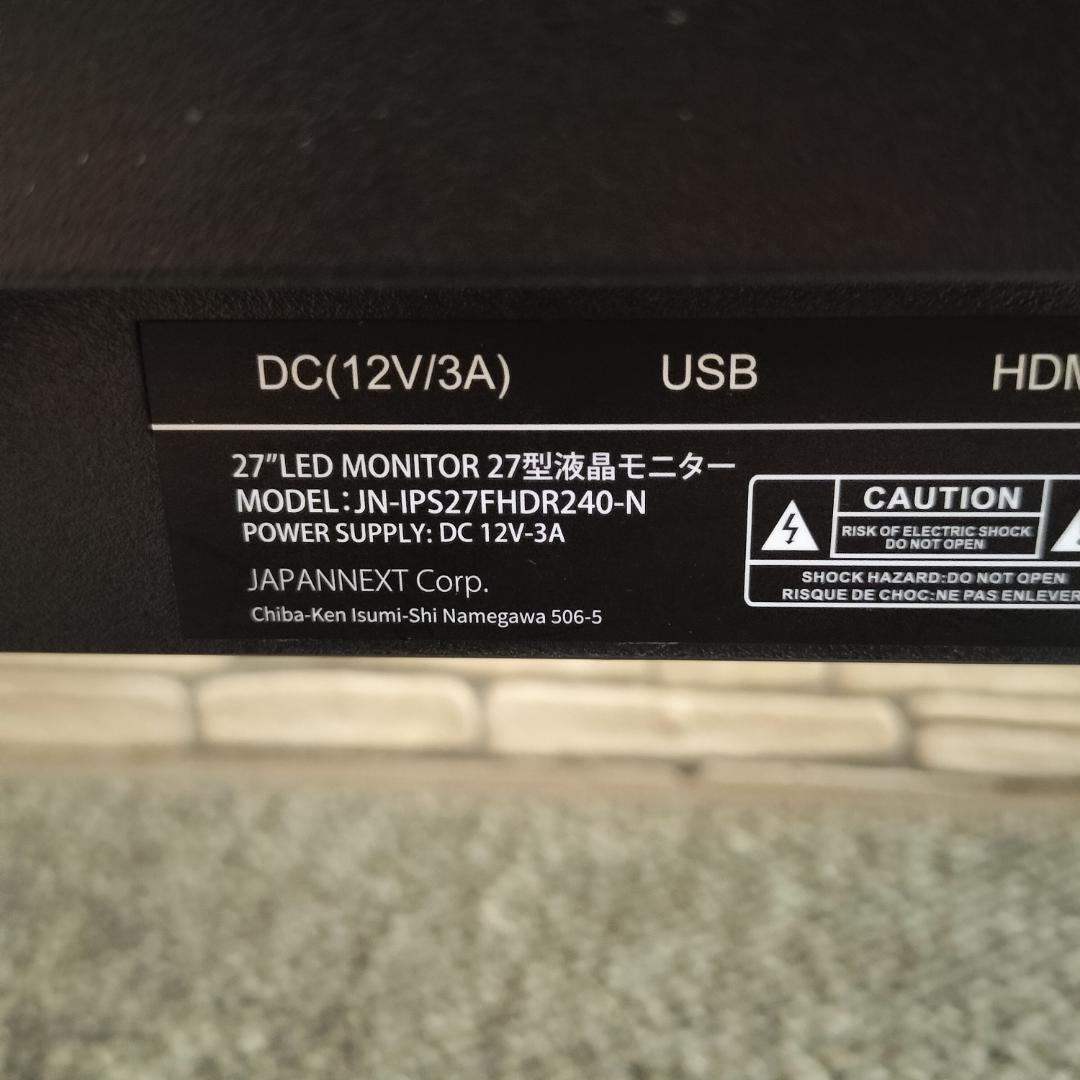 DC(12V/3A) USB HDM
27"LED MONITOR 27型液晶モニター
MODEL:JN-IPS27FHDR240-N
POWER SUPPLY: DC 12V-3A
JAPANNEXT Corp.
Chiba-Ken Isumi-Shi Namegawa 506-5
CAUTION
RISK OF ELECTRIC SHOCK
DO NOT OPEN
SHOCK HAZARD:DO NOT OPEN
RISQUE DE CHOC:NE PAS ENLEVER